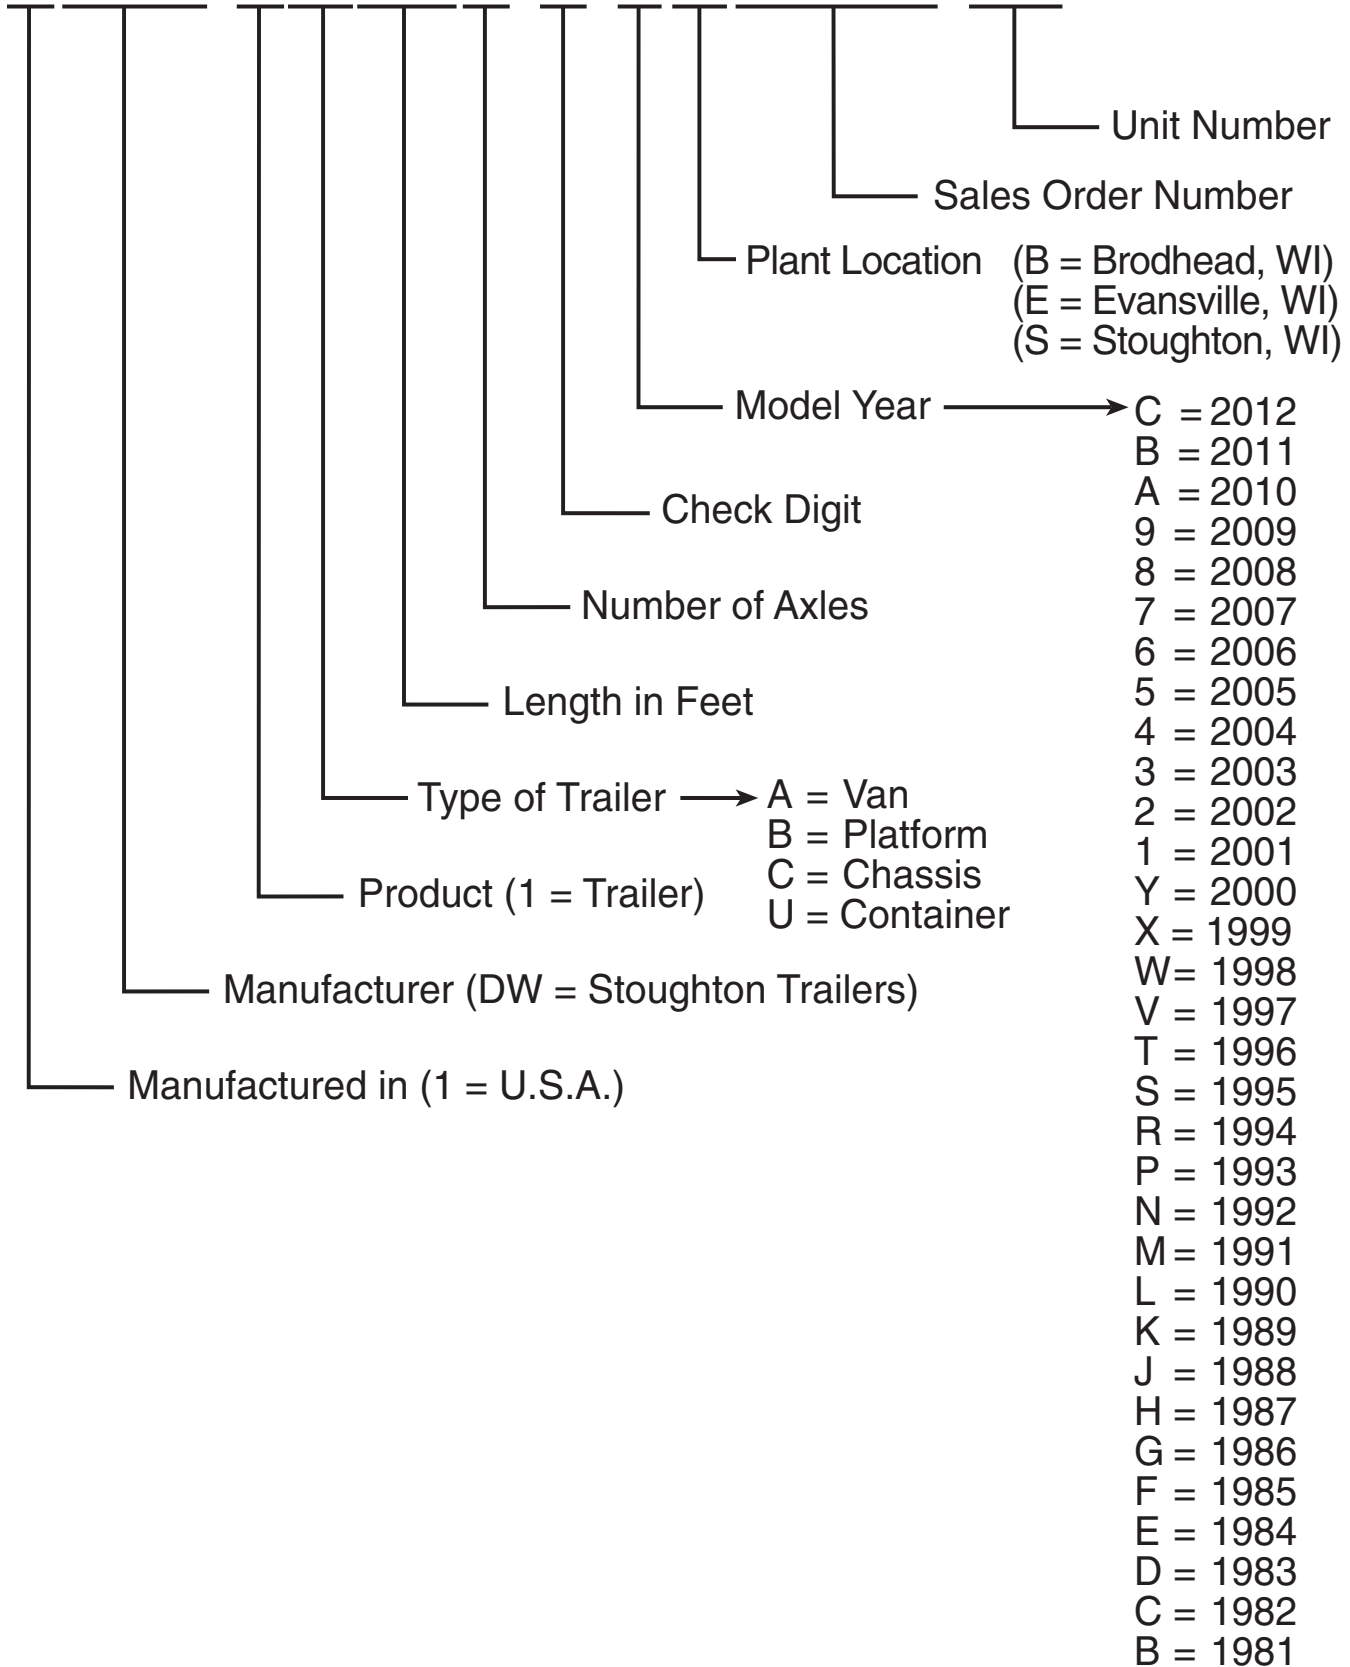 Unit Number
Sales Order Number
Plant Location (B = Brodhead, WI)
(E = Evansville, WI)
(S = Stoughton, WI)
Model Year
C = 2012
B = 2011
A = 2010
9 = 2009
8 = 2008
7 = 2007
6 = 2006
5 = 2005
4 = 2004
3 = 2003
2 = 2002
1 = 2001
Y = 2000
X = 1999
W = 1998
V = 1997
T = 1996
S = 1995
R = 1994
P = 1993
N = 1992
M = 1991
L = 1990
K = 1989
J = 1988
H = 1987
G = 1986
F = 1985
E = 1984
D = 1983
C = 1982
B = 1981
Check Digit
Number of Axles
Length in Feet
Type of Trailer
A = Van
B = Platform
C = Chassis
U = Container
Product (1 = Trailer)
Manufacturer (DW = Stoughton Trailers)
Manufactured in (1 = U.S.A.)